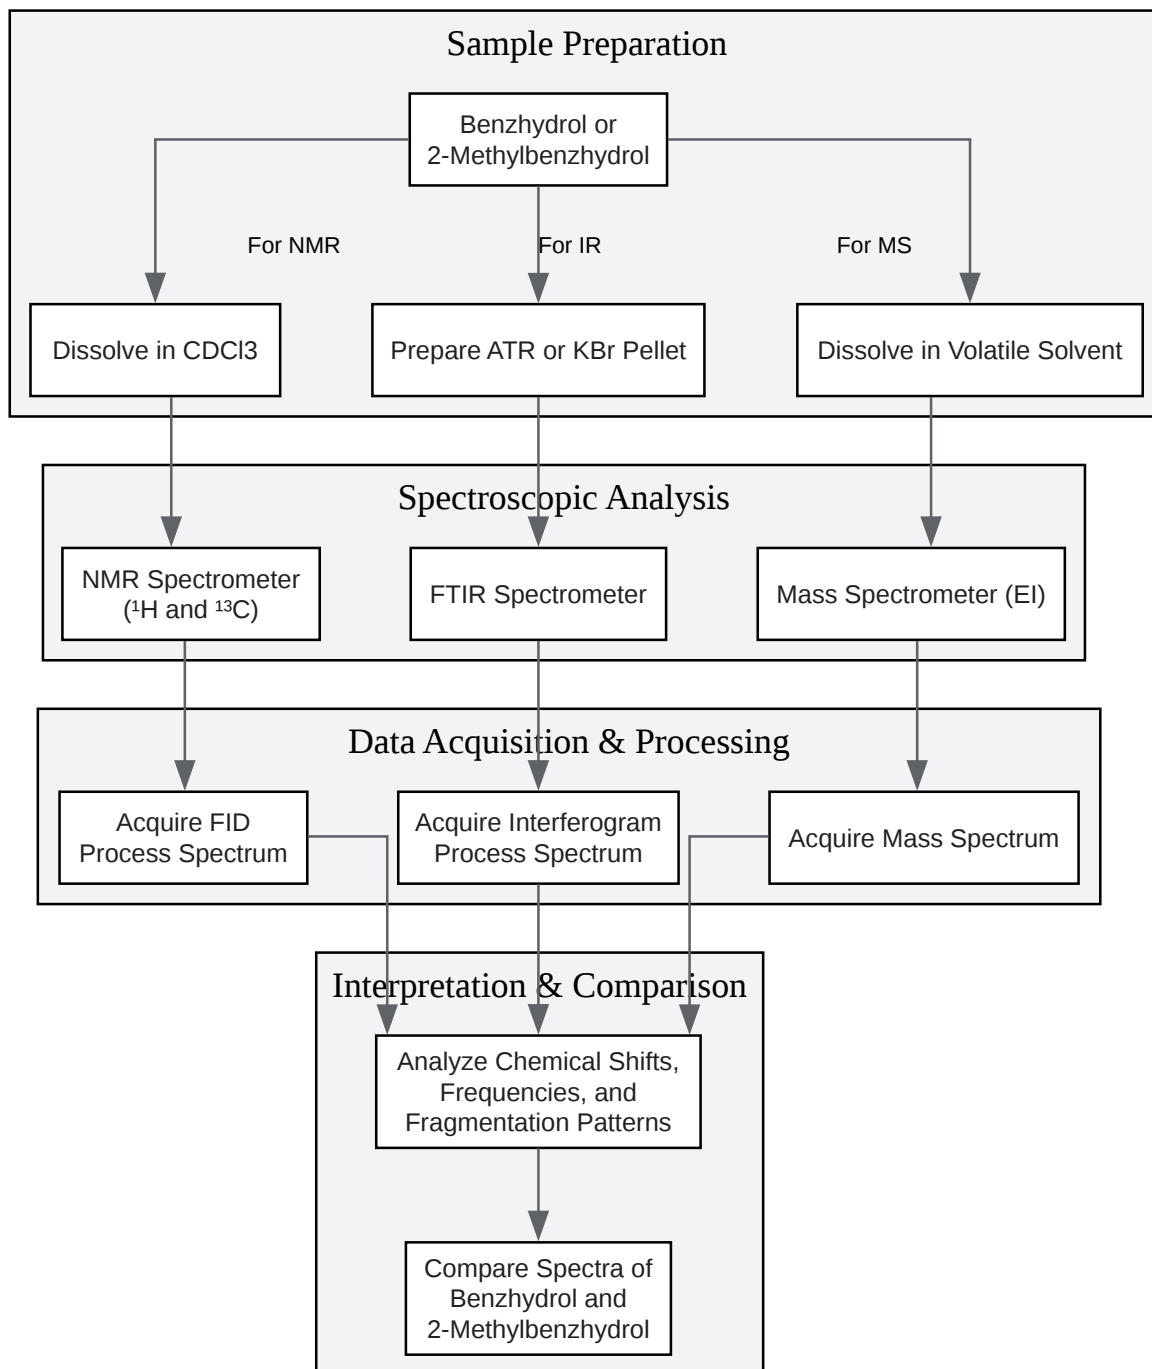 Sample Preparation
Benzhydrol or
2-Methylbenzhydrol
For NMR
For IR
For MS
Dissolve in CDCl3
Prepare ATR or KBr Pellet
Dissolve in Volatile Solvent
Spectroscopic Analysis
NMR Spectrometer
(¹H and ¹³C)
FTIR Spectrometer
Mass Spectrometer (EI)
Data Acquisition & Processing
Acquire FID
Process Spectrum
Acquire Interferogram
Process Spectrum
Acquire Mass Spectrum
Interpretation & Comparison
Analyze Chemical Shifts,
Frequencies, and
Fragmentation Patterns
Compare Spectra of
Benzhydrol and
2-Methylbenzhydrol